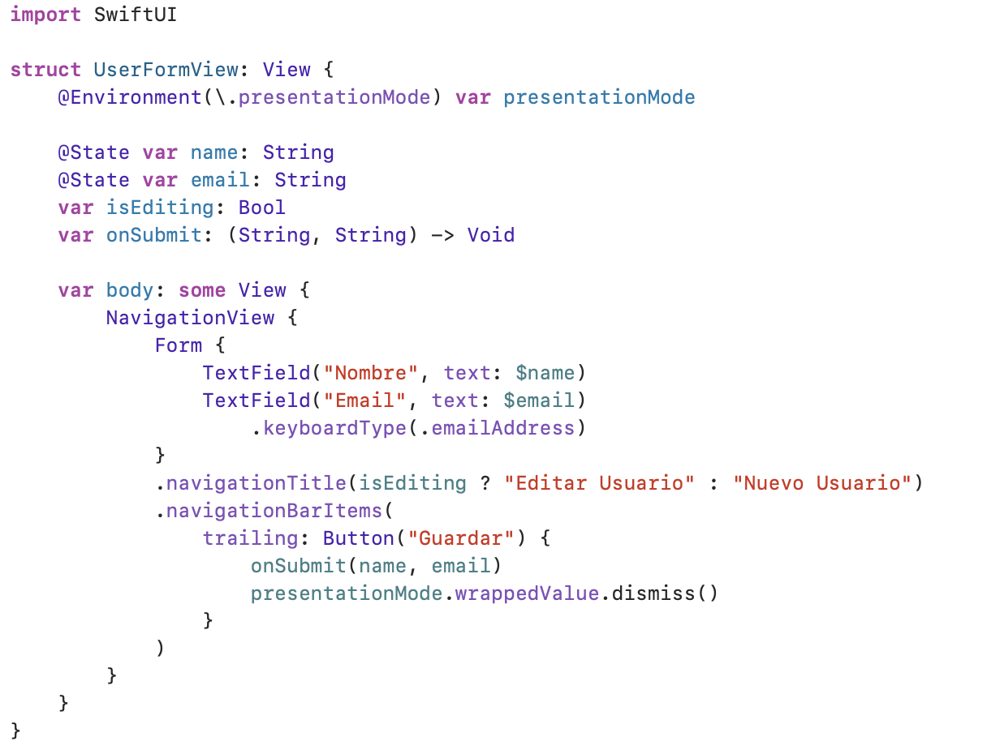 import SwiftUI

struct UserFormView: View {
    @Environment(\.presentationMode) var presentationMode

    @State var name: String
    @State var email: String
    var isEditing: Bool
    var onSubmit: (String, String) -> Void

    var body: some View {
        NavigationView {
            Form {
                TextField("Nombre", text: $name)
                TextField("Email", text: $email)
                    .keyboardType(.emailAddress)
            }
            .navigationTitle(isEditing ? "Editar Usuario" : "Nuevo Usuario")
            .navigationBarItems(
                trailing: Button("Guardar") {
                    onSubmit(name, email)
                    presentationMode.wrappedValue.dismiss()
                }
            )
        }
    }
}